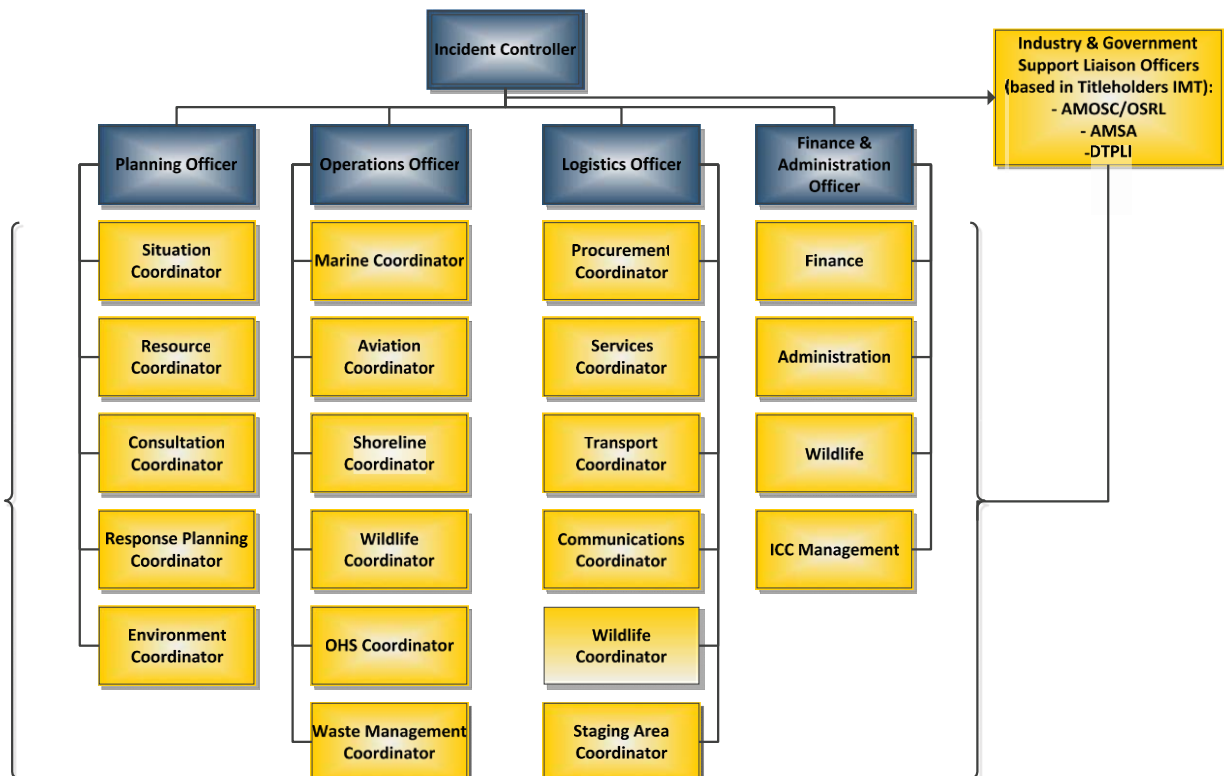 Incident Controller
Industry & Government
Support Liaison Officers
(based in Titleholders IMT):
- AMOSC/OSRL
- AMSA
-DTPLI
Planning Officer
Operations Officer
Logistics Officer
Finance &
Administration
Officer
Situation
Coordinator
Marine Coordinator
Procurement
Coordinator
Finance
Resource
Coordinator
Aviation
Coordinator
Services
Coordinator
Administration
Consultation
Coordinator
Shoreline
Coordinator
Transport
Coordinator
Wildlife
Response Planning
Coordinator
Wildlife
Coordinator
Communications
Coordinator
ICC Management
Environment
Coordinator
OHS Coordinator
Wildlife
Coordinator
Waste Management
Coordinator
Staging Area
Coordinator